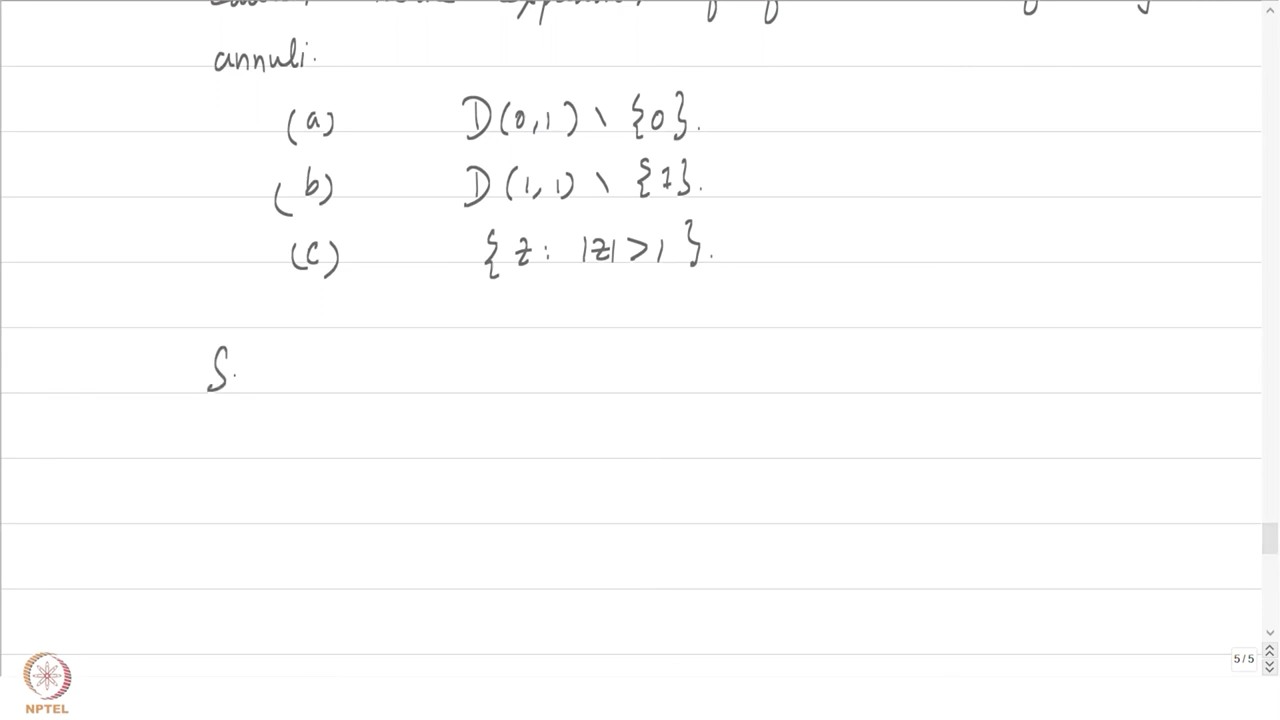 annuli.
(a) D(0,1) \ {0}.
(b) D(1,1) \ {1}.
(c) {z: |z|>1}.
S.
5/5
NPTEL